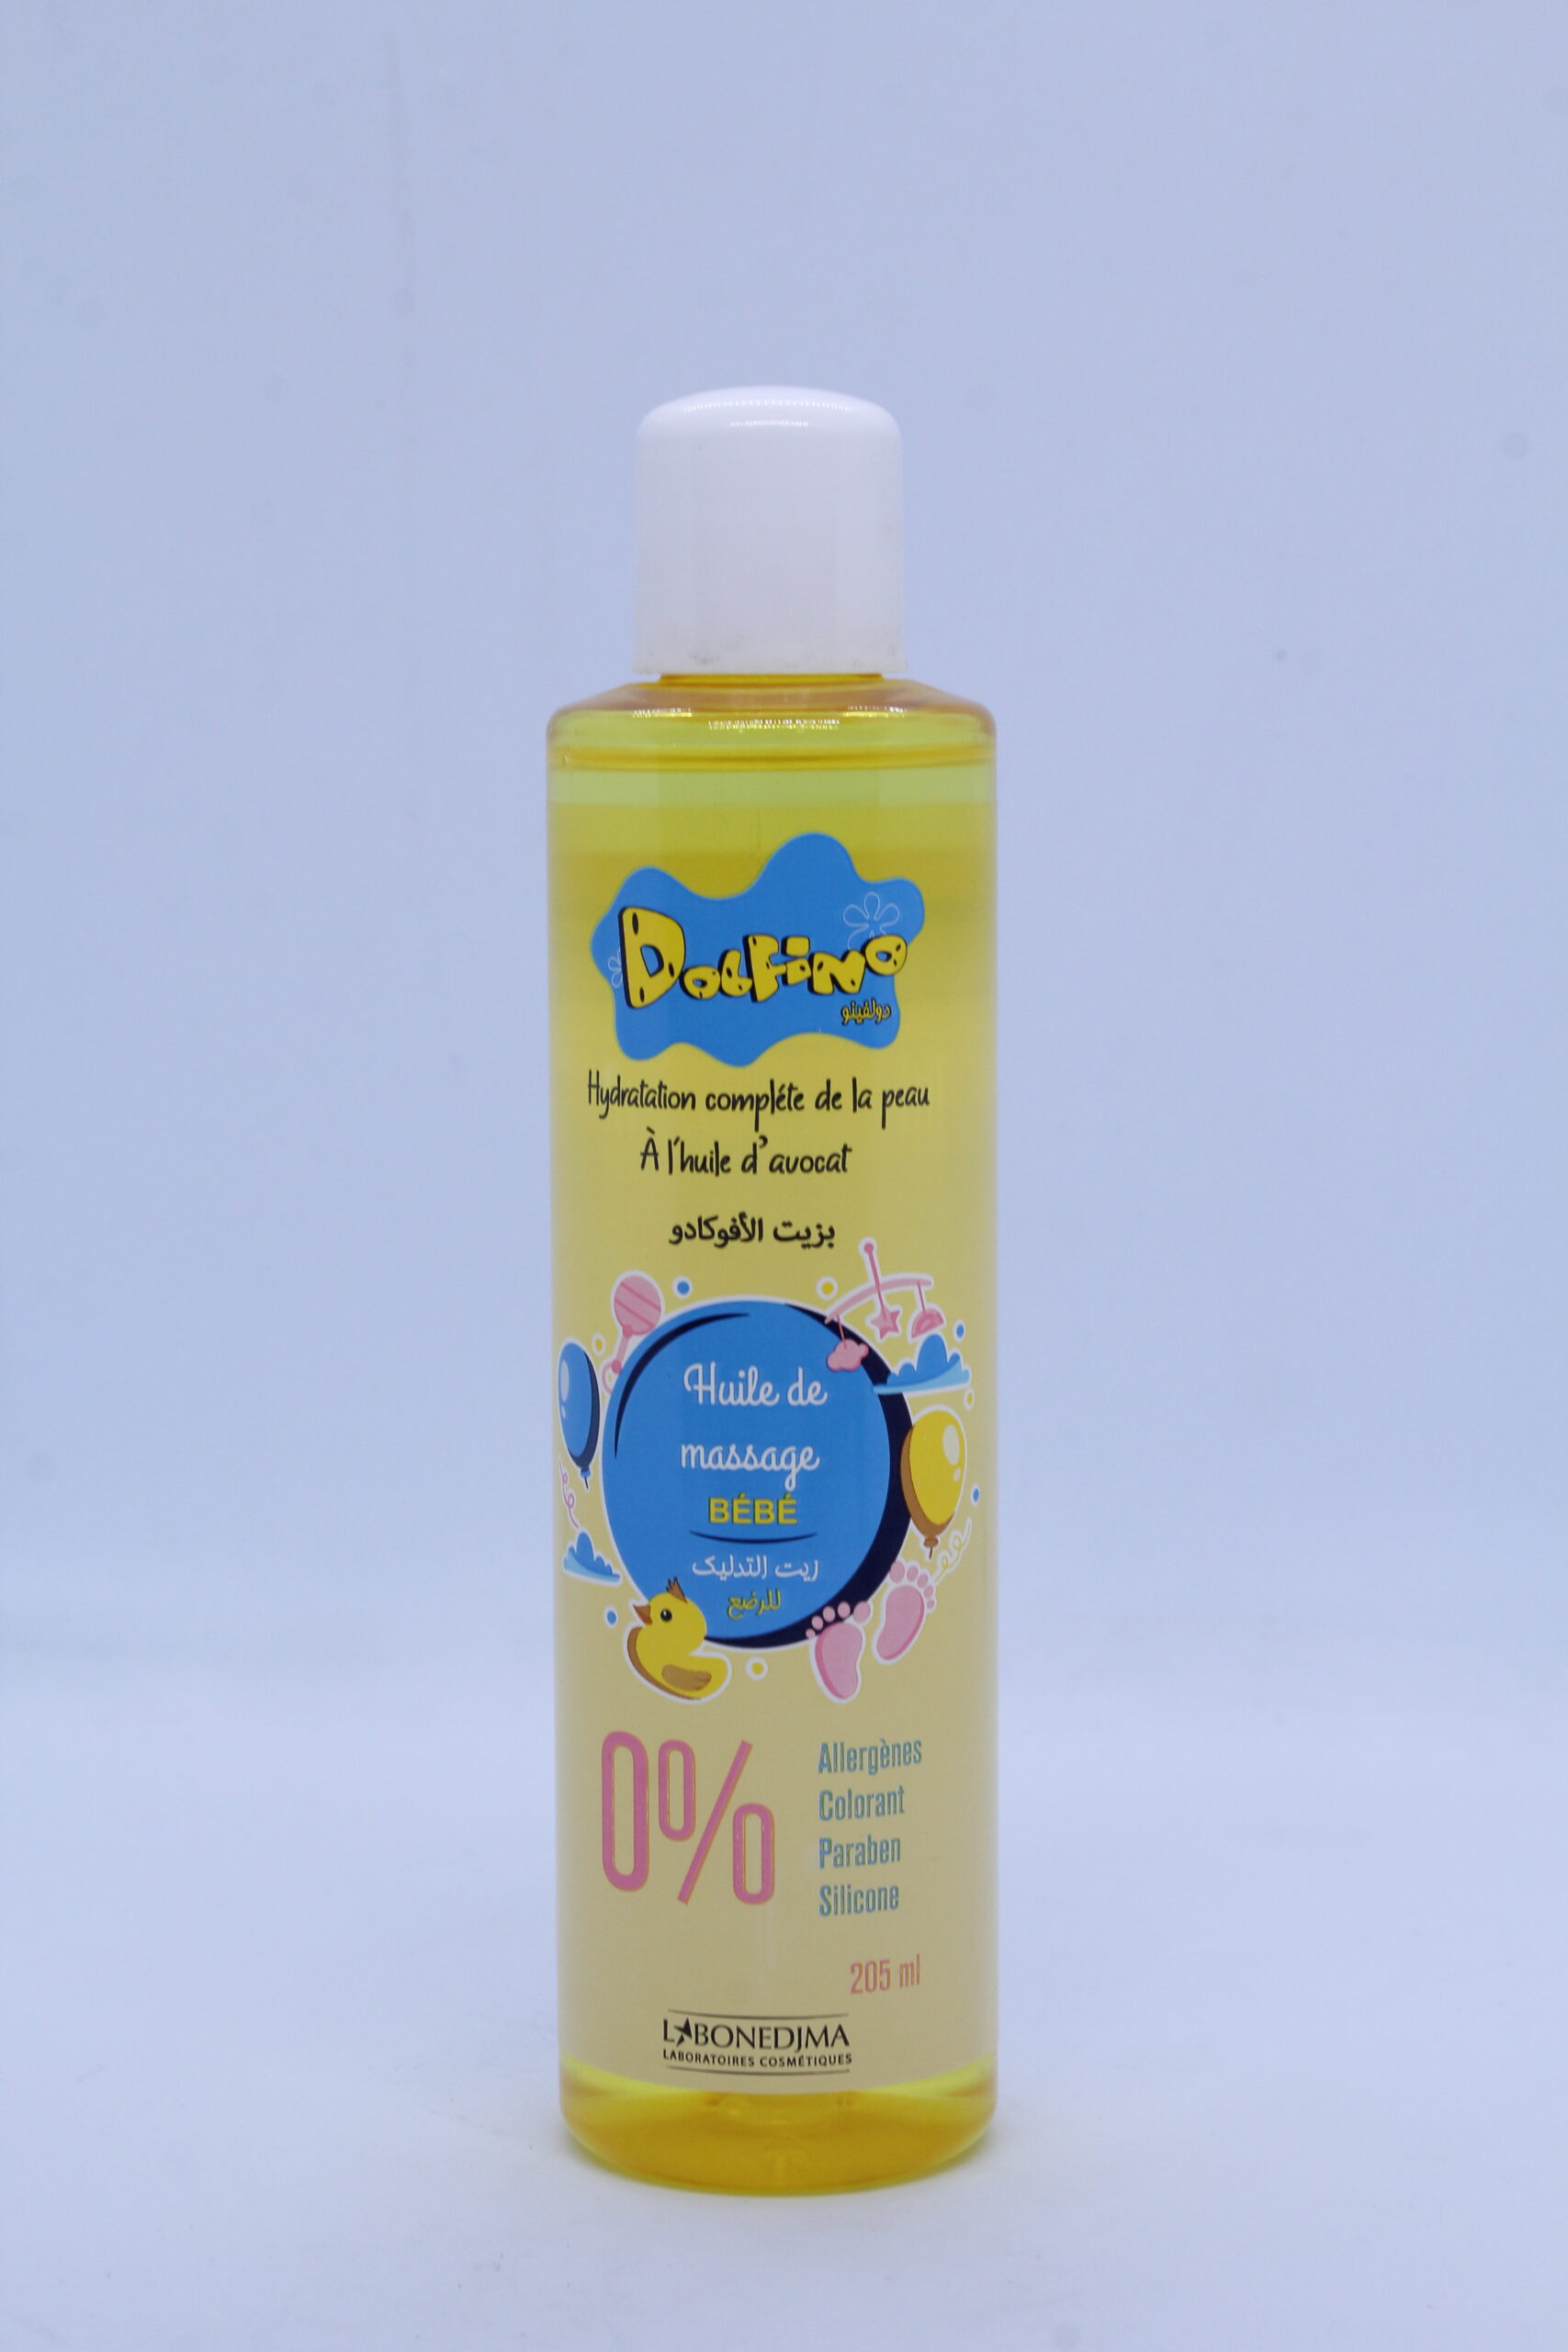 Dolfino
دولفينو
Hydratation compléte de la peau
À l'huile d'avocat
بزيت الأفوكادو
Huile de
massage
BÉBÉ
زيت التدليك
للرضع
0%
Allergènes
Colorant
Paraben
Silicone
205 ml
LABONEDJMA
LABORATOIRES COSMÉTIQUES